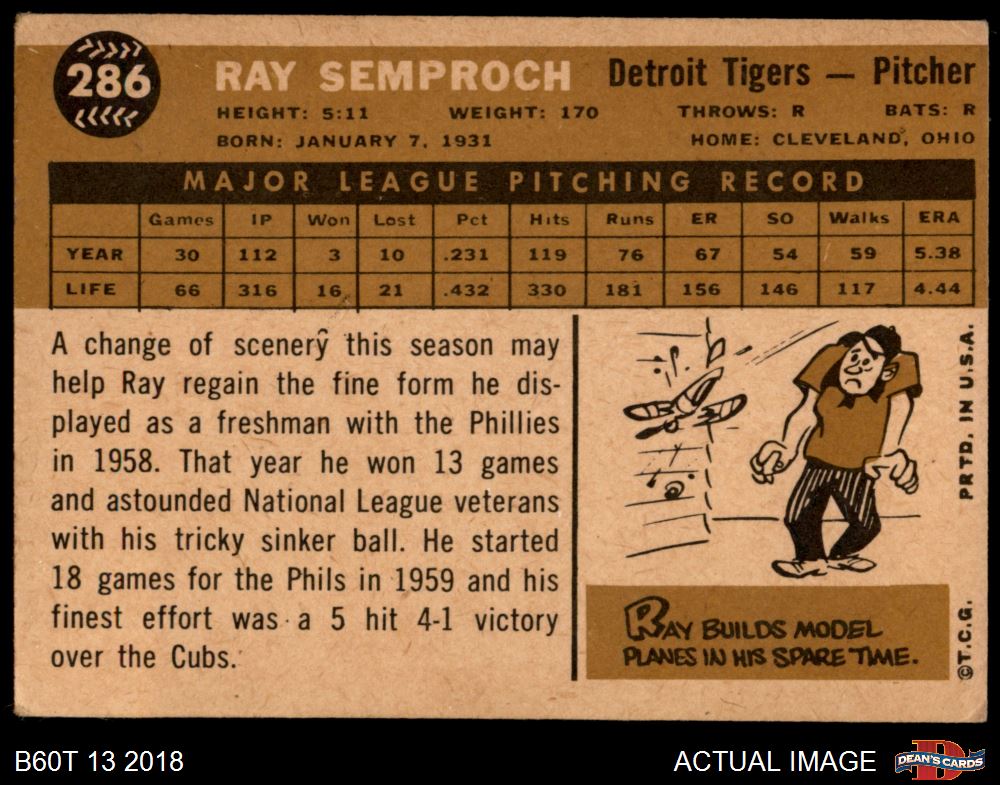 286
RAY SEMPROCH Detroit Tigers — Pitcher
HEIGHT: 5:11 WEIGHT: 170 THROWS: R BATS: R
BORN: JANUARY 7, 1931 HOME: CLEVELAND, OHIO
MAJOR LEAGUE PITCHING RECORD
Games IP Won Lost Pct Hits Runs ER SO Walks ERA
YEAR 30 112 3 10 .231 119 76 67 54 59 5.38
LIFE 66 316 16 21 .432 330 181 156 146 117 4.44
A change of scenery this season may
help Ray regain the fine form he dis-
played as a freshman with the Phillies
in 1958. That year he won 13 games
and astounded National League veterans
with his tricky sinker ball. He started
18 games for the Phils in 1959 and his
finest effort was a 5 hit 4-1 victory
over the Cubs.
RAY BUILDS MODEL
PLANES IN HIS SPARE TIME.
©T.C.G. PRTD. IN U.S.A.
B60T 13 2018 ACTUAL IMAGE DEAN'S CARDS